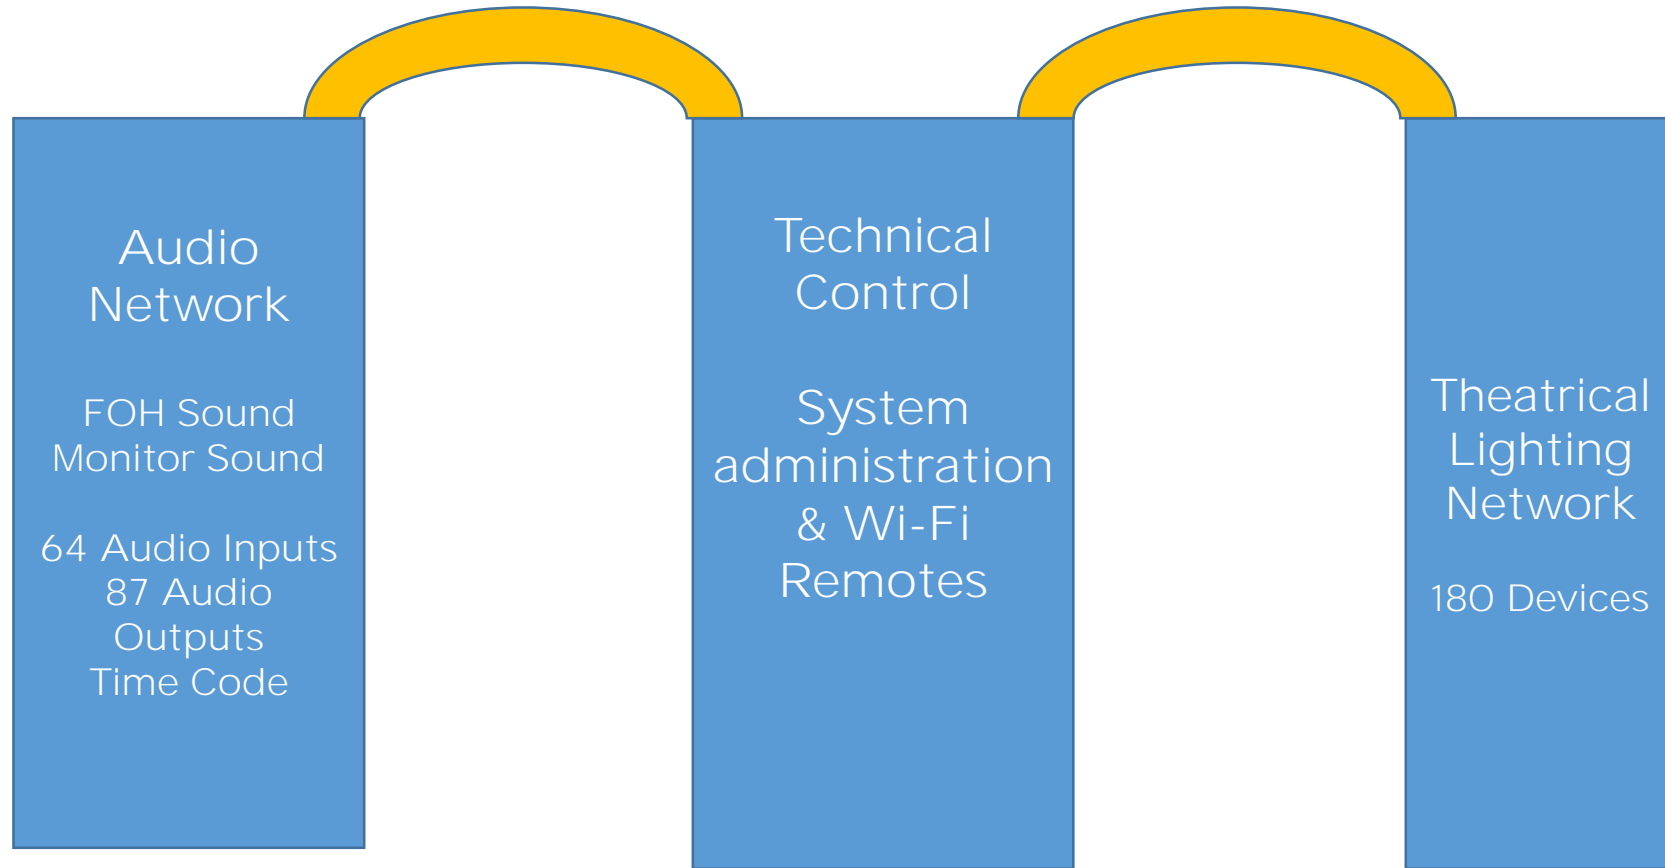 Audio
Network
FOH Sound
Monitor Sound
64 Audio Inputs
87 Audio
Outputs
Time Code
Technical
Control
System
administration
& Wi-Fi
Remotes
Theatrical
Lighting
Network
180 Devices